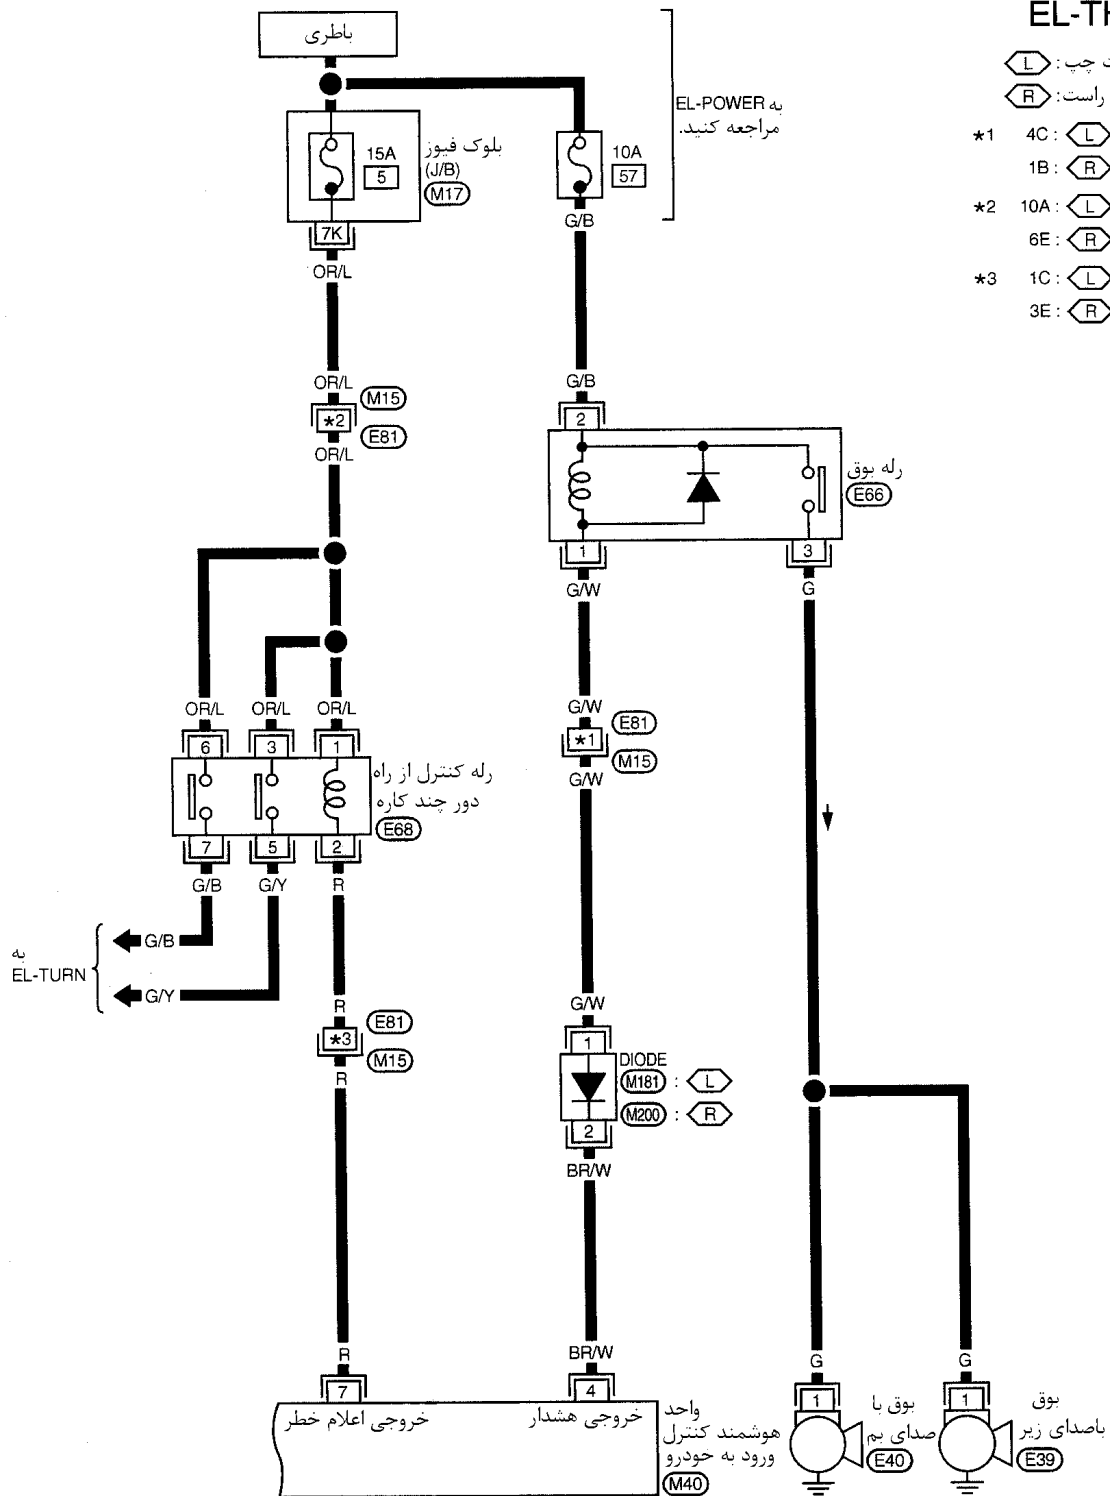 EL-TH
باطری
: چپ L
راست: R
به EL-POWER
مراجعه کنید.
*1 4C : L
1B : R
*2 10A : L
6E : R
*3 1C : L
3E : R
15A
5
بلوک فیوز
(J/B)
M17
10A
57
7K
G/B
OR/L
OR/L
M15
*2
E81
OR/L
G/B
2
رله بوق
E66
1
3
G/W
G
G/W
E81
*1
M15
G/W
OR/L OR/L OR/L
6 3 1
رله کنترل از راه
دور چند کاره
E68
7 5 2
G/B G/Y R
G/B
به
EL-TURN
G/Y
R
E81
*3
M15
R
G/W
1
DIODE
M181 : L
M200 : R
2
BR/W
R
BR/W
G
G
7
4
1
1
خروجی اعلام خطر
خروجی هشدار
واحد
هوشمند کنترل
ورود به خودرو
M40
بوق با
صدای بم
E40
بوق
باصدای زیر
E39